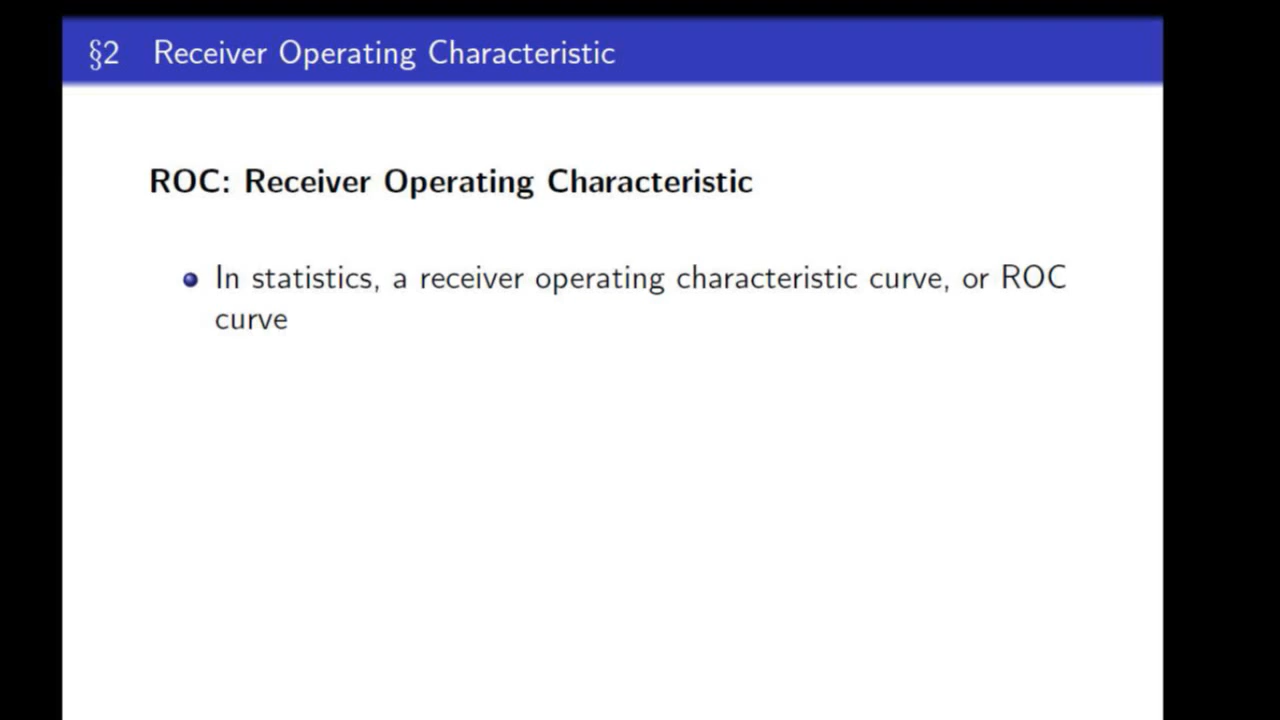 §2 Receiver Operating Characteristic
ROC: Receiver Operating Characteristic
In statistics, a receiver operating characteristic curve, or ROC
curve